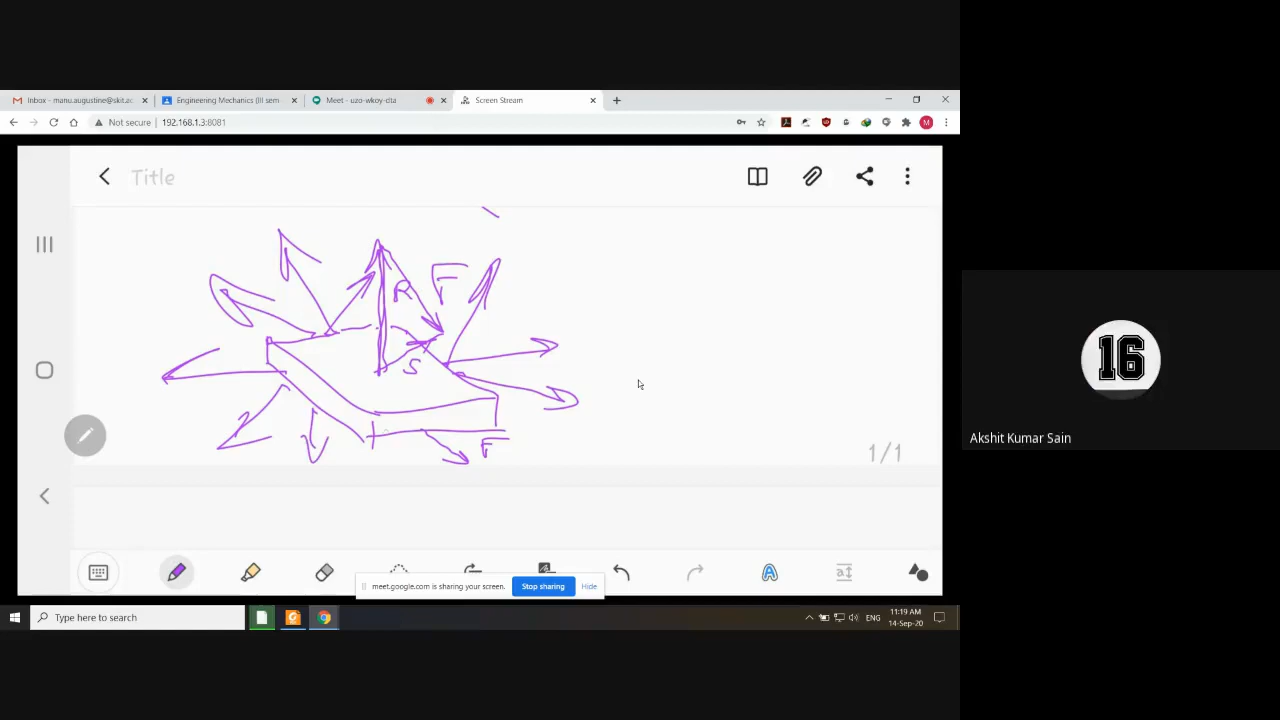 Inbox - manu.augustine@skit.ac
Engineering Mechanics (III sem
Meet - uzo-wkoy-dta
Screen Stream
Not secure | 192.168.1.3:8081
M
Title
R
F
S
F
1/1
16
Akshit Kumar Sain
meet.google.com is sharing your screen.
Stop sharing
Hide
Type here to search
ENG
11:19 AM
14-Sep-20